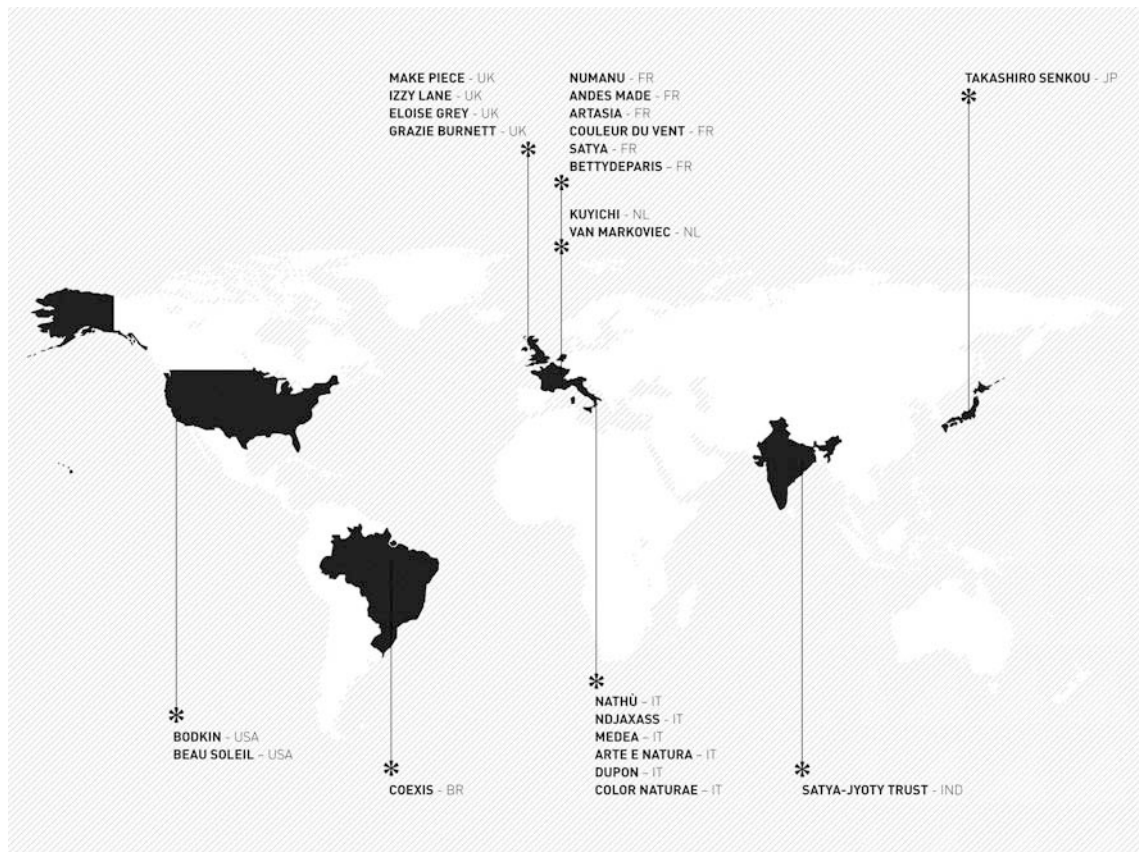 MAKE PIECE - UK
IZZY LANE - UK
ELOISE GREY - UK
GRAZIE BURNETT - UK
NUMANU - FR
ANDES MADE - FR
ARTASIA - FR
COULEUR DU VENT - FR
SATYA - FR
BETTYDEPARIS – FR
KUYICHI - NL
VAN MARKOVIEC - NL
TAKASHIRO SENKOU - JP
BODKIN - USA
BEAU SOLEIL – USA
COEXIS - BR
NATHÙ – IT
NDJAXASS - IT
MEDEA – IT
ARTE E NATURA – IT
DUPON – IT
COLOR NATURAE – IT
SATYA-JYOTY TRUST - IND